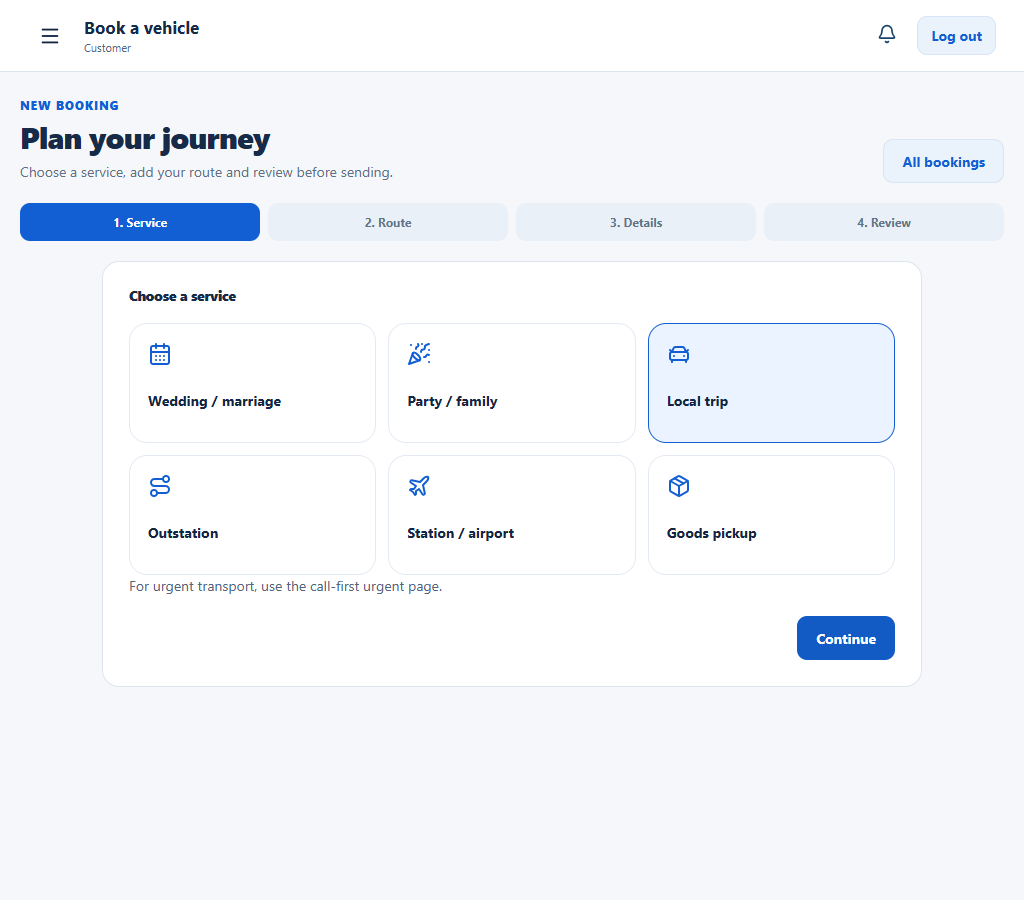 Book a vehicle
Customer
Log out
NEW BOOKING
Plan your journey
Choose a service, add your route and review before sending.
All bookings
1. Service
2. Route
3. Details
4. Review
Choose a service
Wedding / marriage
Party / family
Local trip
Outstation
Station / airport
Goods pickup
For urgent transport, use the call-first urgent page.
Continue